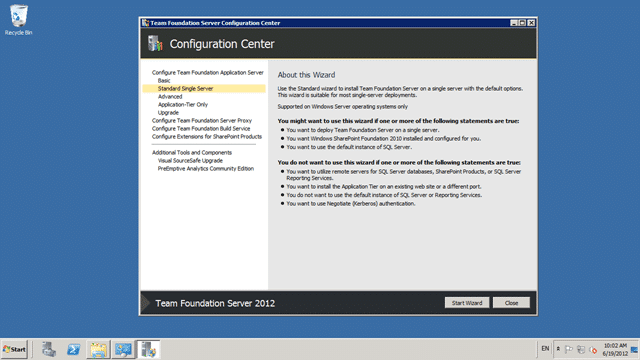 Recycle Bin
Team Foundation Server Configuration Center
Configuration Center
Configure Team Foundation Application Server
Basic
Standard Single Server
Advanced
Application-Tier Only
Upgrade
Configure Team Foundation Server Proxy
Configure Team Foundation Build Service
Configure Extensions for SharePoint Products
Additional Tools and Components
Visual SourceSafe Upgrade
PreEmptive Analytics Community Edition
About this Wizard
Use the Standard wizard to install Team Foundation Server on a single server with the default options.
This wizard is suitable for most single-server deployments.
Supported on Windows Server operating systems only
You might want to use this wizard if one or more of the following statements are true:
● You want to deploy Team Foundation Server on a single server.
● You want Windows SharePoint Foundation 2010 installed and configured for you.
● You want to use the default instance of SQL Server.
You do not want to use this wizard if one or more of the following statements are true:
● You want to utilize remote servers for SQL Server databases, SharePoint Products, or SQL Server
Reporting Services.
● You want to install the Application Tier on an existing web site or a different port.
● You do not want to use the default instance of SQL Server or Reporting Services.
● You want to use Negotiate (Kerberos) authentication.
Team Foundation Server 2012
Start Wizard
Close
Start
EN
10:02 AM
6/19/2012